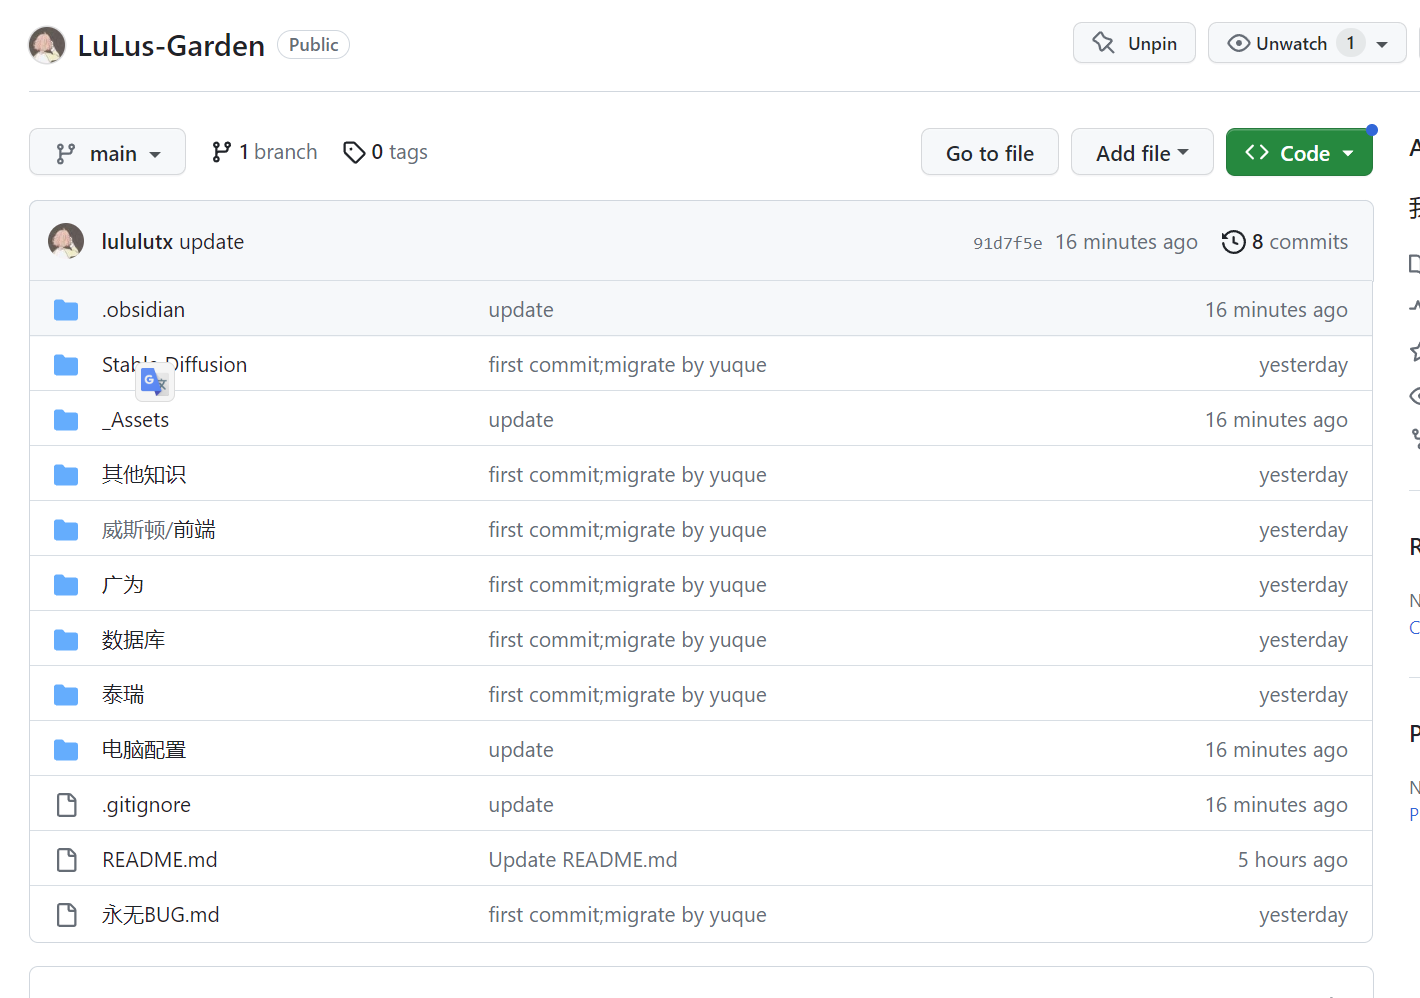 LuLus-Garden Public Unpin Unwatch 1
main 1 branch 0 tags Go to file Add file Code
lululutx update 91d7f5e 16 minutes ago 8 commits
.obsidian update 16 minutes ago
Stable Diffusion first commit;migrate by yuque yesterday
_Assets update 16 minutes ago
其他知识 first commit;migrate by yuque yesterday
威斯顿/前端 first commit;migrate by yuque yesterday
广为 first commit;migrate by yuque yesterday
数据库 first commit;migrate by yuque yesterday
泰瑞 first commit;migrate by yuque yesterday
电脑配置 update 16 minutes ago
.gitignore update 16 minutes ago
README.md Update README.md 5 hours ago
永无BUG.md first commit;migrate by yuque yesterday